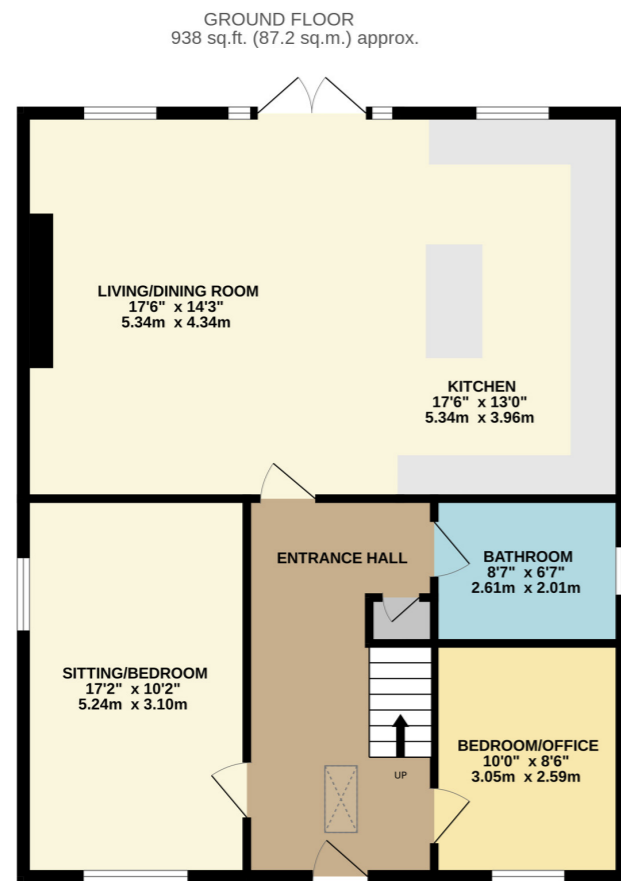 GROUND FLOOR
938 sq.ft. (87.2 sq.m.) approx.
LIVING/DINING ROOM
17'6" x 14'3"
5.34m x 4.34m
KITCHEN
17'6" x 13'0"
5.34m x 3.96m
ENTRANCE HALL
BATHROOM
8'7" x 6'7"
2.61m x 2.01m
SITTING/BEDROOM
17'2" x 10'2"
5.24m x 3.10m
BEDROOM/OFFICE
10'0" x 8'6"
3.05m x 2.59m
UP